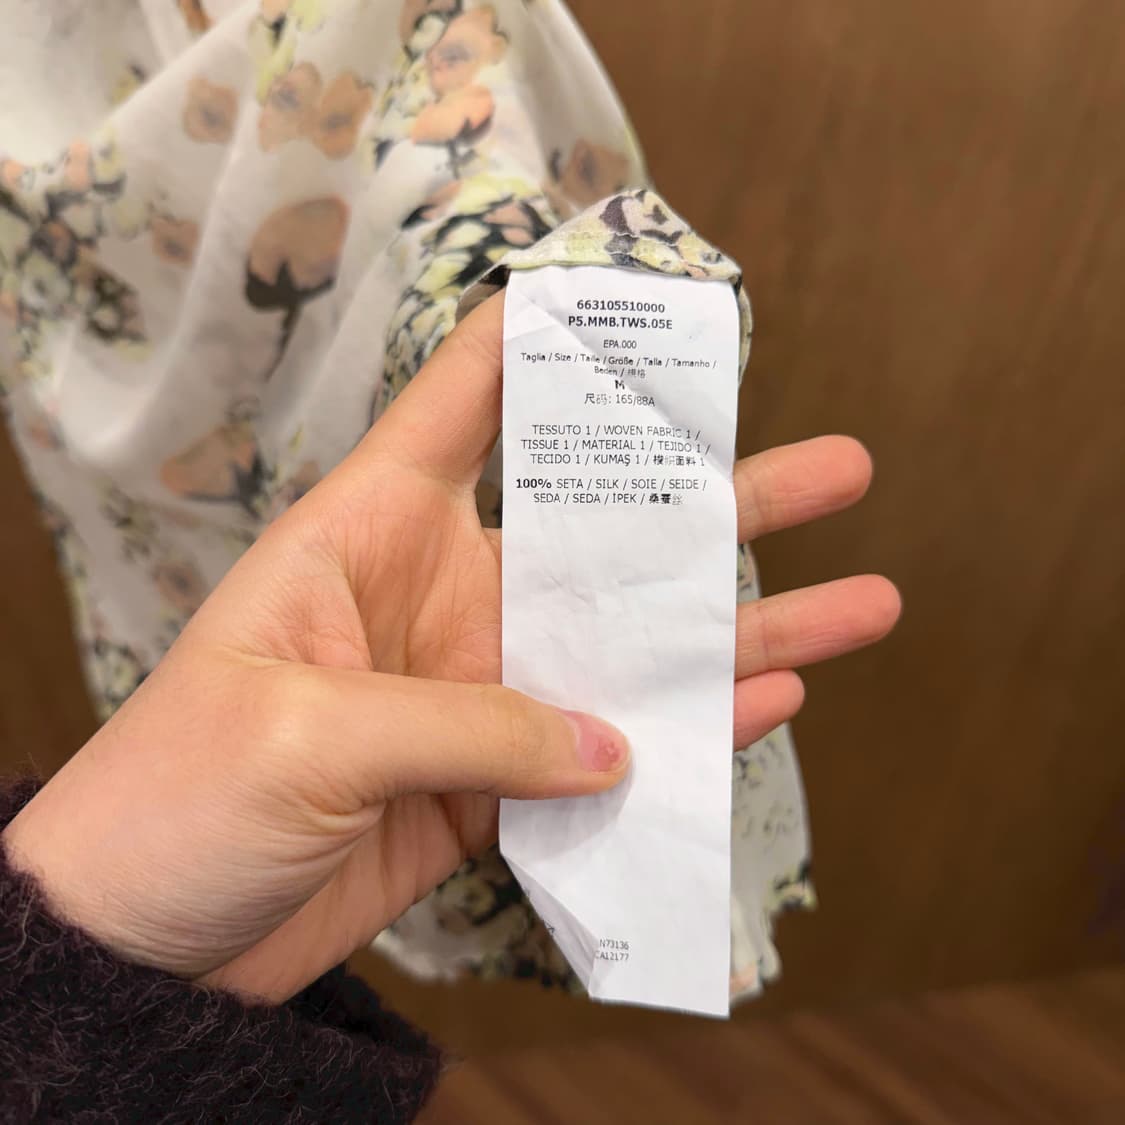 663105510000
P5.MMB.TWS.05E
EPA.000
Taglia / Size / Taille / Größe / Talla / Tamanho /
Beden / 规格
M
尺码: 165/88A
TESSUTO 1 / WOVEN FABRIC 1 /
TISSUE 1 / MATERIAL 1 / TEJIDO 1 /
TECIDO 1 / KUMAŞ 1 / 梭织面料 1
100% SETA / SILK / SOIE / SEIDE /
SEDA / SEDA / İPEK / 桑蚕丝
N73136
CA12177